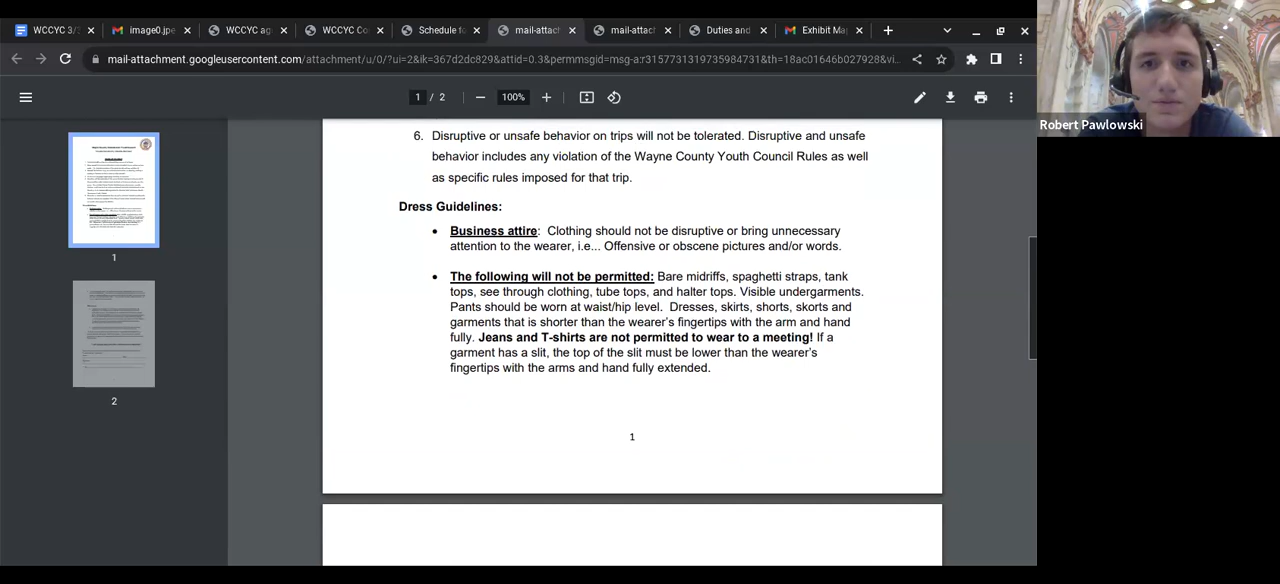 WCCYC 3/
image0.jpe
WCCYC ag
WCCYC Co
Schedule fo
mail-attach
mail-attach
Duties and
Exhibit Map
mail-attachment.googleusercontent.com/attachment/u/0/?ui=2&ik=367d2dc829&attid=0.3&permmsgid=msg-a:r3157731319735984731&th=18ac01646b027928&vi...
1 / 2
100%
6. Disruptive or unsafe behavior on trips will not be tolerated. Disruptive and unsafe
behavior includes any violation of the Wayne County Youth Council Rules as well
as specific rules imposed for that trip.
Dress Guidelines:
• Business attire: Clothing should not be disruptive or bring unnecessary
attention to the wearer, i.e... Offensive or obscene pictures and/or words.
• The following will not be permitted: Bare midriffs, spaghetti straps, tank
tops, see through clothing, tube tops, and halter tops. Visible undergarments.
Pants should be worn at waist/hip level. Dresses, skirts, shorts, skorts and
garments that is shorter than the wearer's fingertips with the arm and hand
fully. Jeans and T-shirts are not permitted to wear to a meeting! If a
garment has a slit, the top of the slit must be lower than the wearer's
fingertips with the arms and hand fully extended.
1
1
2
Robert Pawlowski